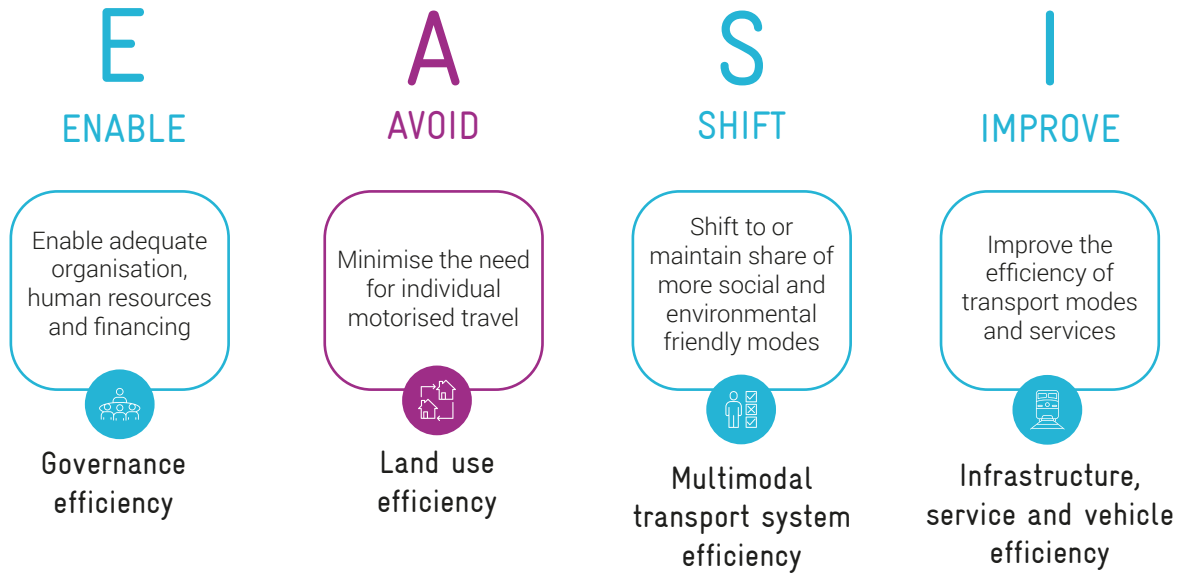 E
ENABLE
Enable adequate
organisation,
human resources
and financing
Governance
efficiency
A
AVOID
Minimise the need
for individual
motorised travel
Land use
efficiency
S
SHIFT
Shift to or
maintain share of
more social and
environmental
friendly modes
Multimodal
transport system
efficiency
I
IMPROVE
Improve the
efficiency of
transport modes
and services
Infrastructure,
service and vehicle
efficiency